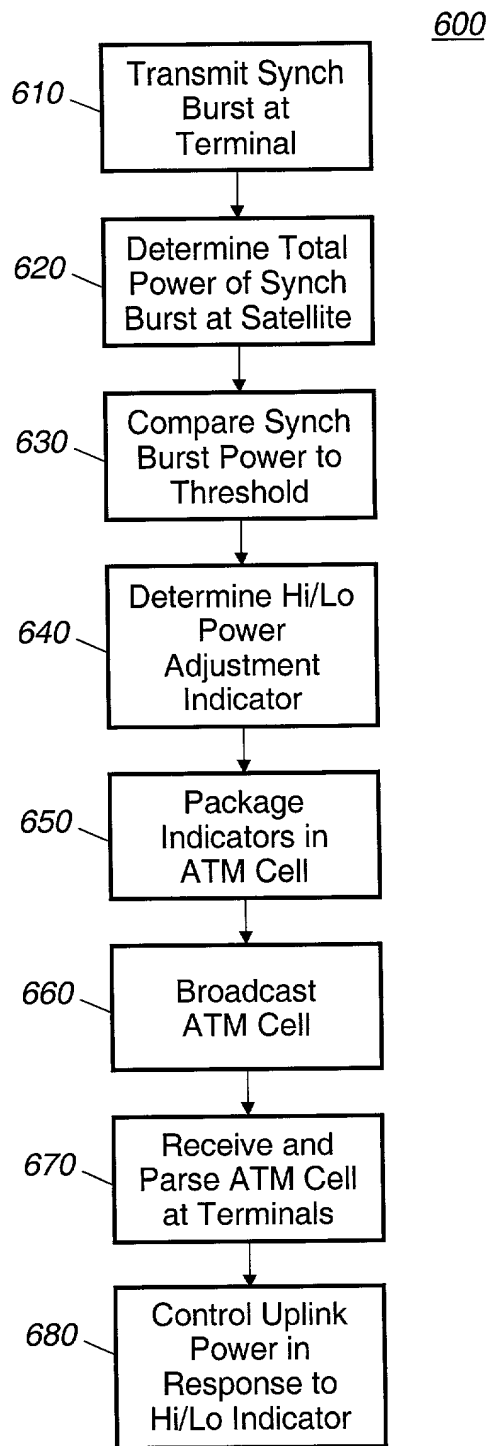 600
610
Transmit Synch
Burst at
Terminal
620
Determine Total
Power of Synch
Burst at Satellite
630
Compare Synch
Burst Power to
Threshold
640
Determine Hi/Lo
Power
Adjustment
Indicator
650
Package
Indicators in
ATM Cell
660
Broadcast
ATM Cell
670
Receive and
Parse ATM Cell
at Terminals
680
Control Uplink
Power in
Response to
Hi/Lo Indicator